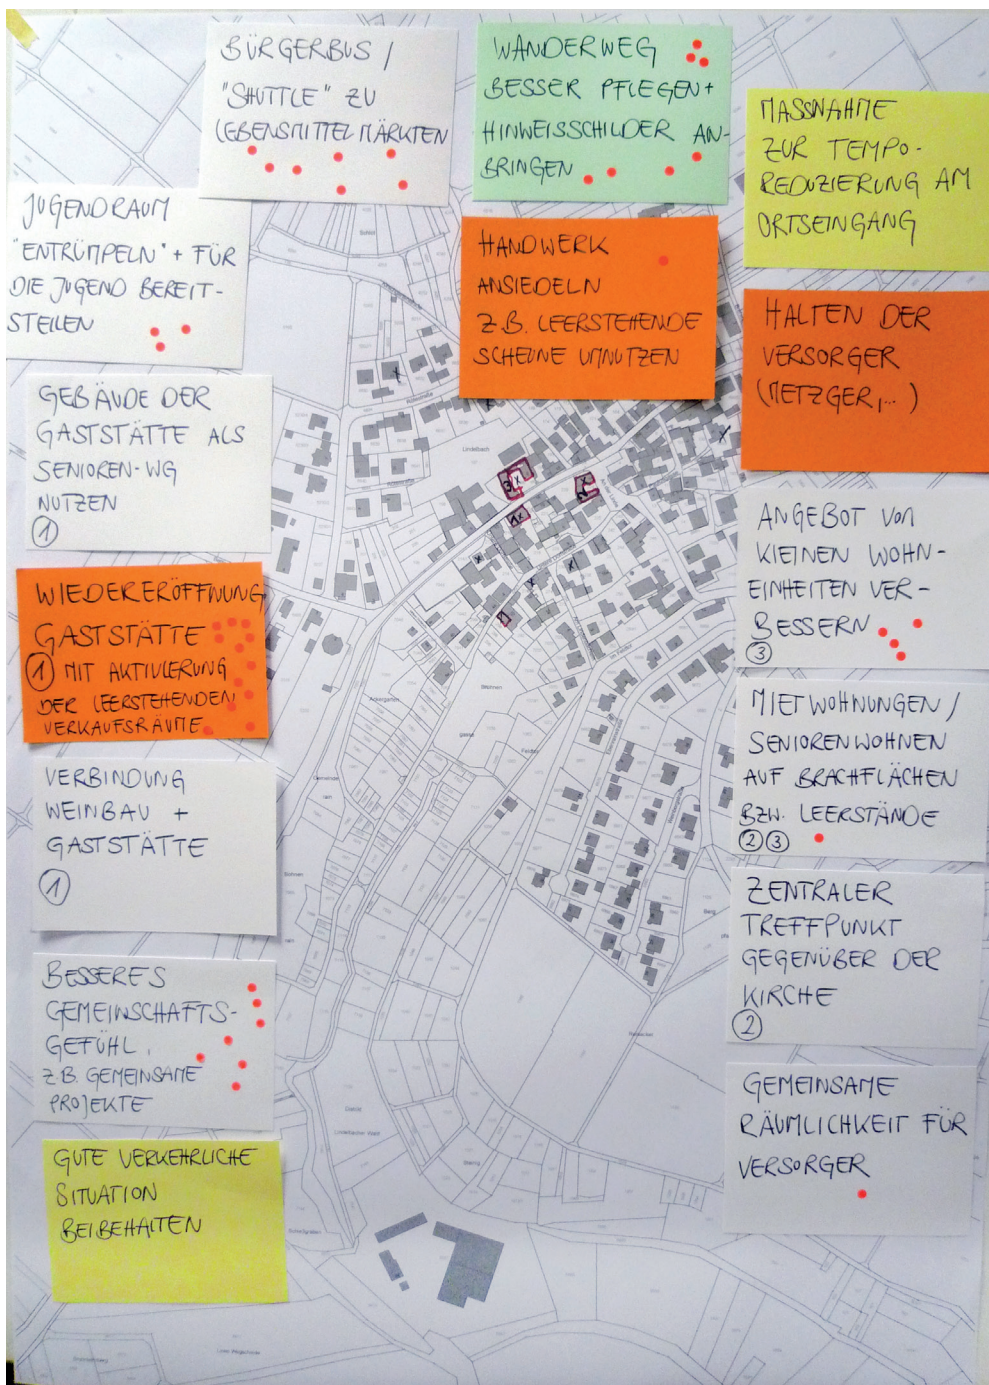 BÜRGERBUS /
"SHUTTLE" ZU
LEBENSMITTELMÄRKTEN
WANDERWEG
BESSER PFLEGEN +
HINWEISSCHILDER AN-
BRINGEN
MASSNAHME
ZUR TEMPO-
REDUZIERUNG AM
ORTSEINGANG
JUGENDRAUM
"ENTRÜMPELN" + FÜR
DIE JUGEND BEREIT-
STELLEN
HANDWERK
ANSIEDELN
Z.B. LEERSTEHENDE
SCHEUNE UMNUTZEN
HALTEN DER
VERSORGER
(METZGER,...)
GEBÄUDE DER
GASTSTÄTTE ALS
SENIOREN-WG
NUTZEN
1
ANGEBOT VON
KLEINEN WOHN-
EINHEITEN VER-
BESSERN
3
WIEDERERÖFFNUNG
GASTSTÄTTE
1 MIT AKTIVIERUNG
DER LEERSTEHENDEN
VERKAUFSRÄUME
MIETWOHNUNGEN /
SENIORENWOHNEN
AUF BRACHFLÄCHEN
BZW. LEERSTÄNDE
2 3
VERBINDUNG
WEINBAU +
GASTSTÄTTE
1
ZENTRALER
TREFFPUNKT
GEGENÜBER DER
KIRCHE
2
BESSERES
GEMEINSCHAFTS-
GEFÜHL,
Z.B. GEMEINSAME
PROJEKTE
GEMEINSAME
RÄUMLICHKEIT FÜR
VERSORGER
GUTE VERKEHRLICHE
SITUATION
BEIBEHALTEN
Lindelbach
Lindelbacher Wald